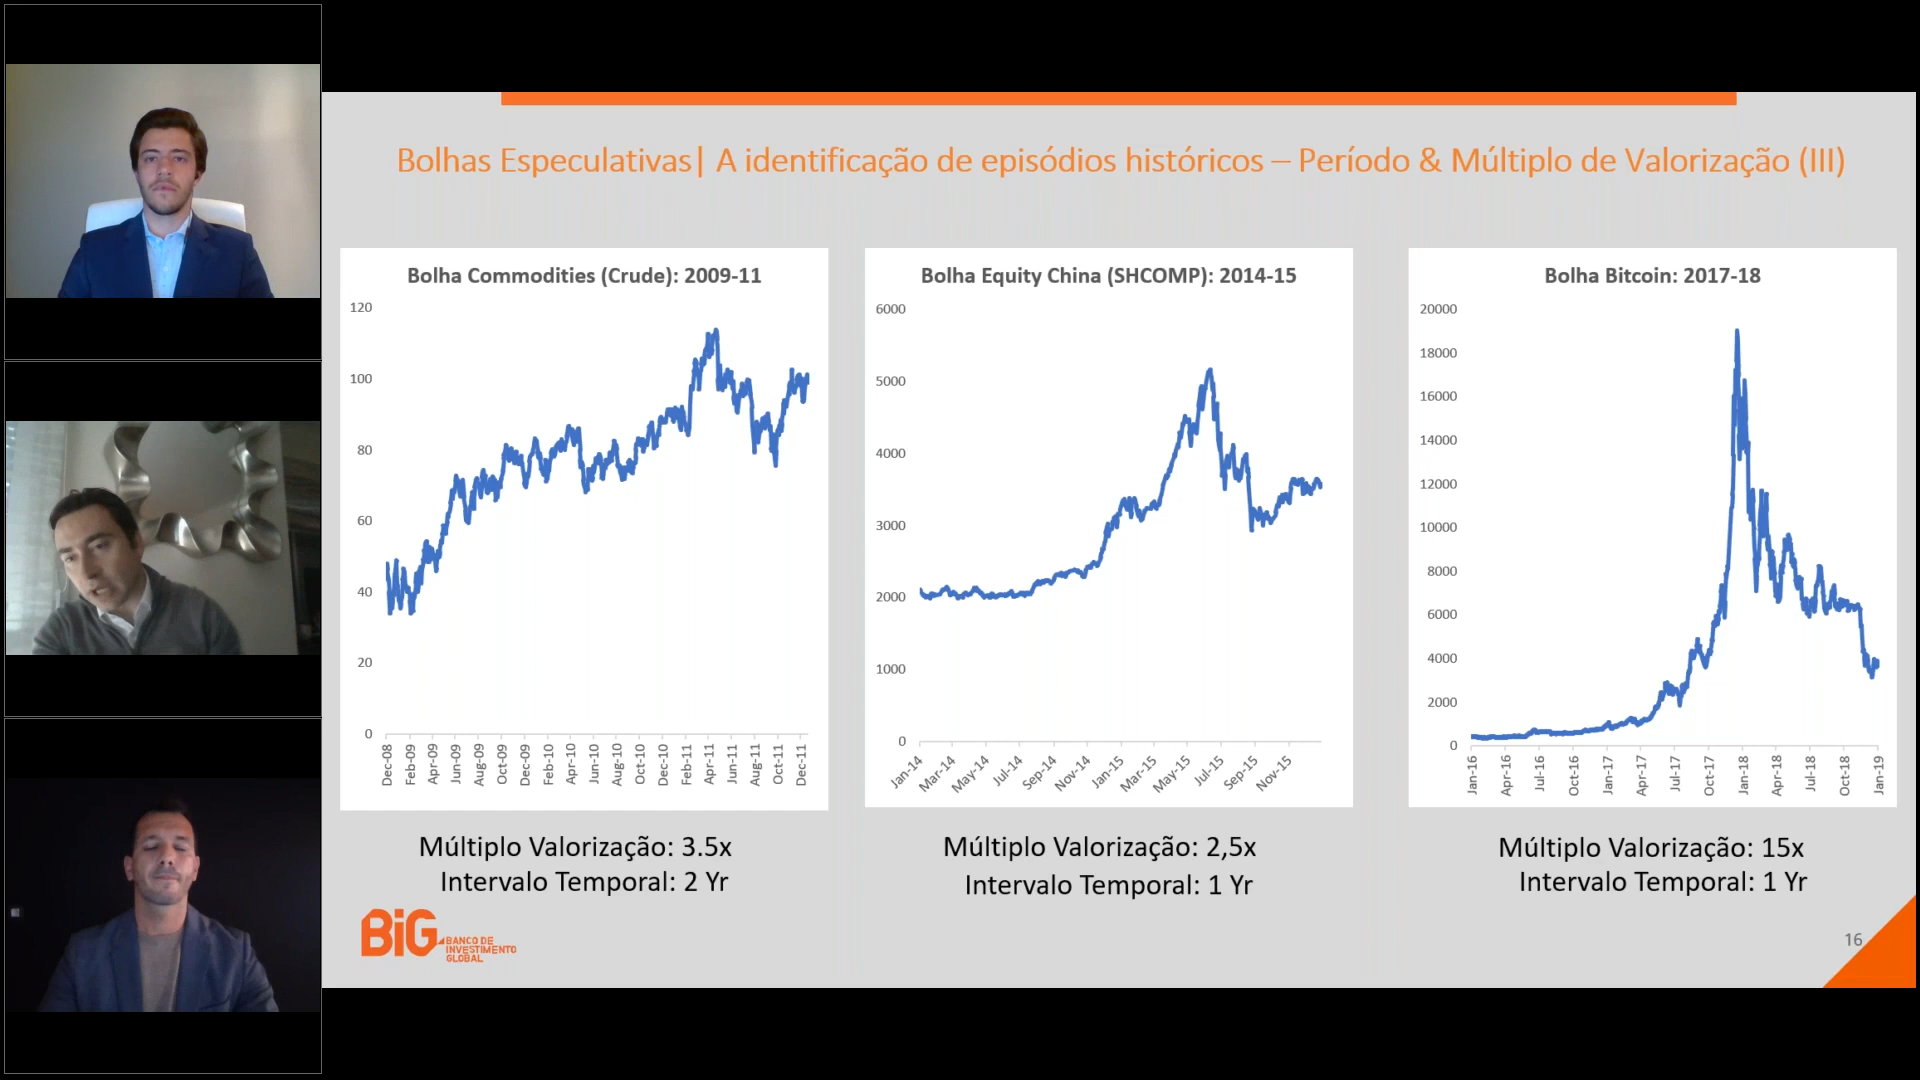 Bolhas Especulativas| A identificação de episódios históricos – Período & Múltiplo de Valorização (III)
Bolha Commodities (Crude): 2009-11
120
100
80
60
40
20
0
Dec-08
Feb-09
Apr-09
Jun-09
Aug-09
Oct-09
Dec-09
Feb-10
Apr-10
Jun-10
Aug-10
Oct-10
Dec-10
Feb-11
Apr-11
Jun-11
Aug-11
Oct-11
Dec-11
Múltiplo Valorização: 3.5x
Intervalo Temporal: 2 Yr
Bolha Equity China (SHCOMP): 2014-15
6000
5000
4000
3000
2000
1000
0
Jan-14
Mar-14
May-14
Jul-14
Sep-14
Nov-14
Jan-15
Mar-15
May-15
Jul-15
Sep-15
Nov-15
Múltiplo Valorização: 2,5x
Intervalo Temporal: 1 Yr
Bolha Bitcoin: 2017-18
20000
18000
16000
14000
12000
10000
8000
6000
4000
2000
0
Jan-16
Apr-16
Jul-16
Oct-16
Jan-17
Apr-17
Jul-17
Oct-17
Jan-18
Apr-18
Jul-18
Oct-18
Jan-19
Múltiplo Valorização: 15x
Intervalo Temporal: 1 Yr
BiG
BANCO DE
INVESTIMENTO
GLOBAL
16